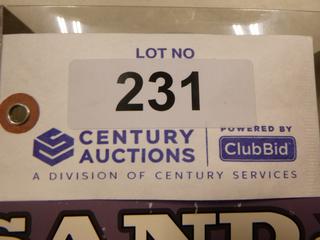 LOT NO
231
CENTURY
AUCTIONS
POWERED BY
ClubBid
A DIVISION OF CENTURY SERVICES